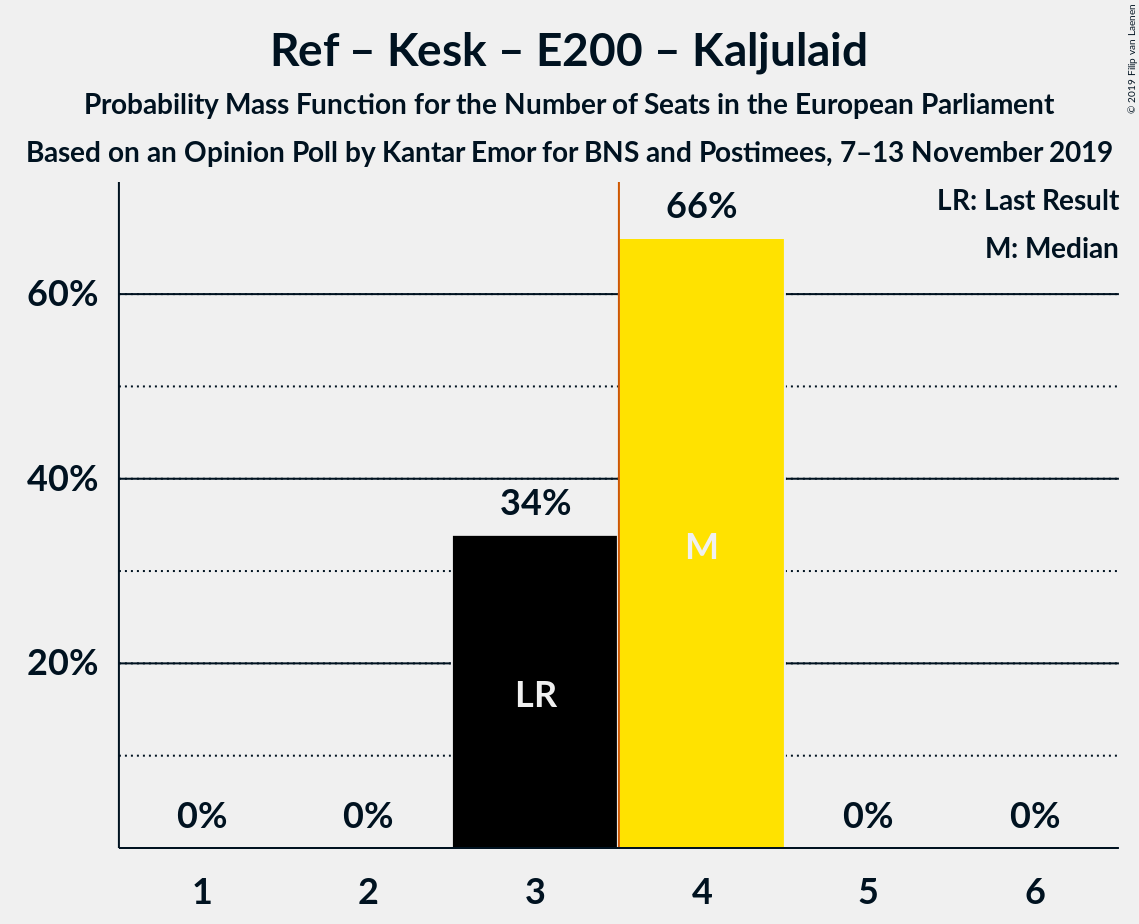 Ref – Kesk – E200 – Kaljulaid
Probability Mass Function for the Number of Seats in the European Parliament
Based on an Opinion Poll by Kantar Emor for BNS and Postimees, 7–13 November 2019
© 2019 Filip van Laenen
LR: Last Result
M: Median
66%
60%
40%
34%
M
20%
LR
0%
0%
0%
0%
1
2
3
4
5
6